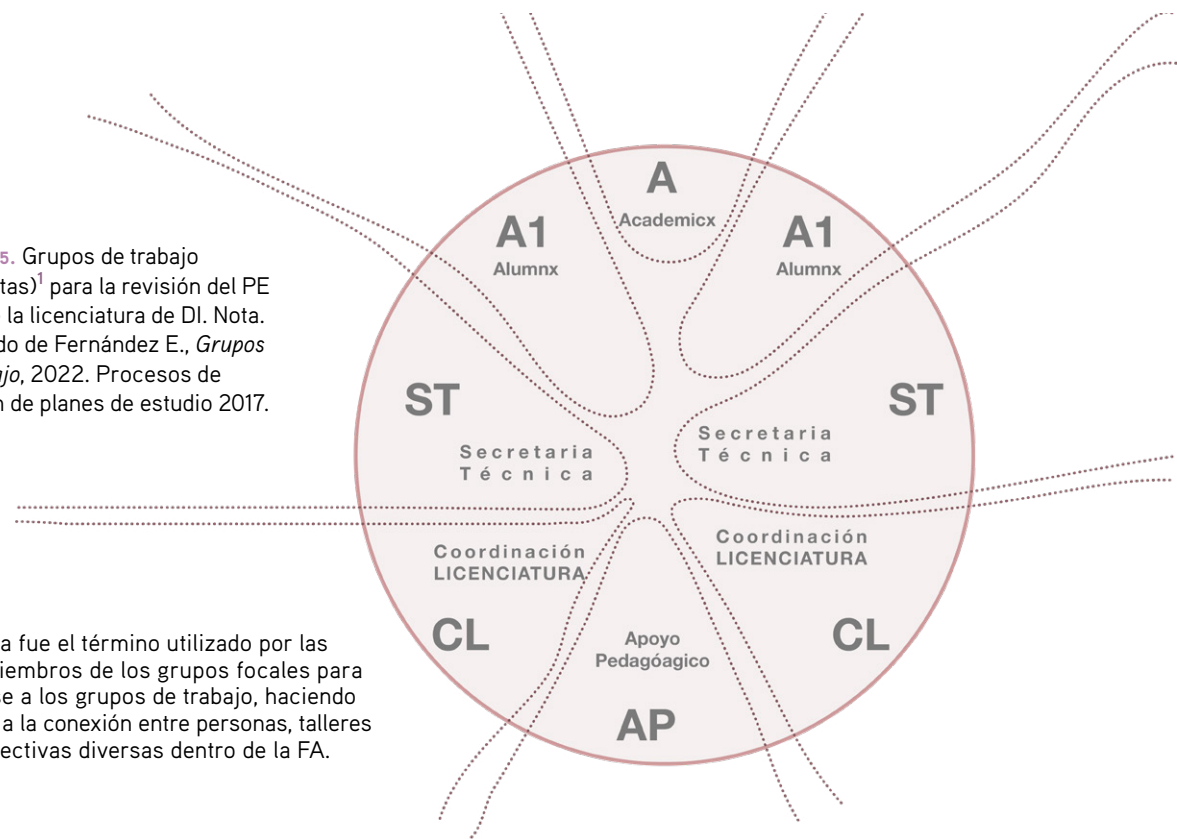 5. Grupos de trabajo
tas)¹ para la revisión del PE
la licenciatura de DI. Nota.
do de Fernández E., Grupos
ajo, 2022. Procesos de
n de planes de estudio 2017.
a fue el término utilizado por las
iembros de los grupos focales para
se a los grupos de trabajo, haciendo
a la conexión entre personas, talleres
ectivas diversas dentro de la FA.
A
Academicx
A1
Alumnx
A1
Alumnx
ST
Secretaria
Técnica
ST
Secretaria
Técnica
Coordinación
LICENCIATURA
CL
Coordinación
LICENCIATURA
CL
Apoyo
Pedagóagico
AP